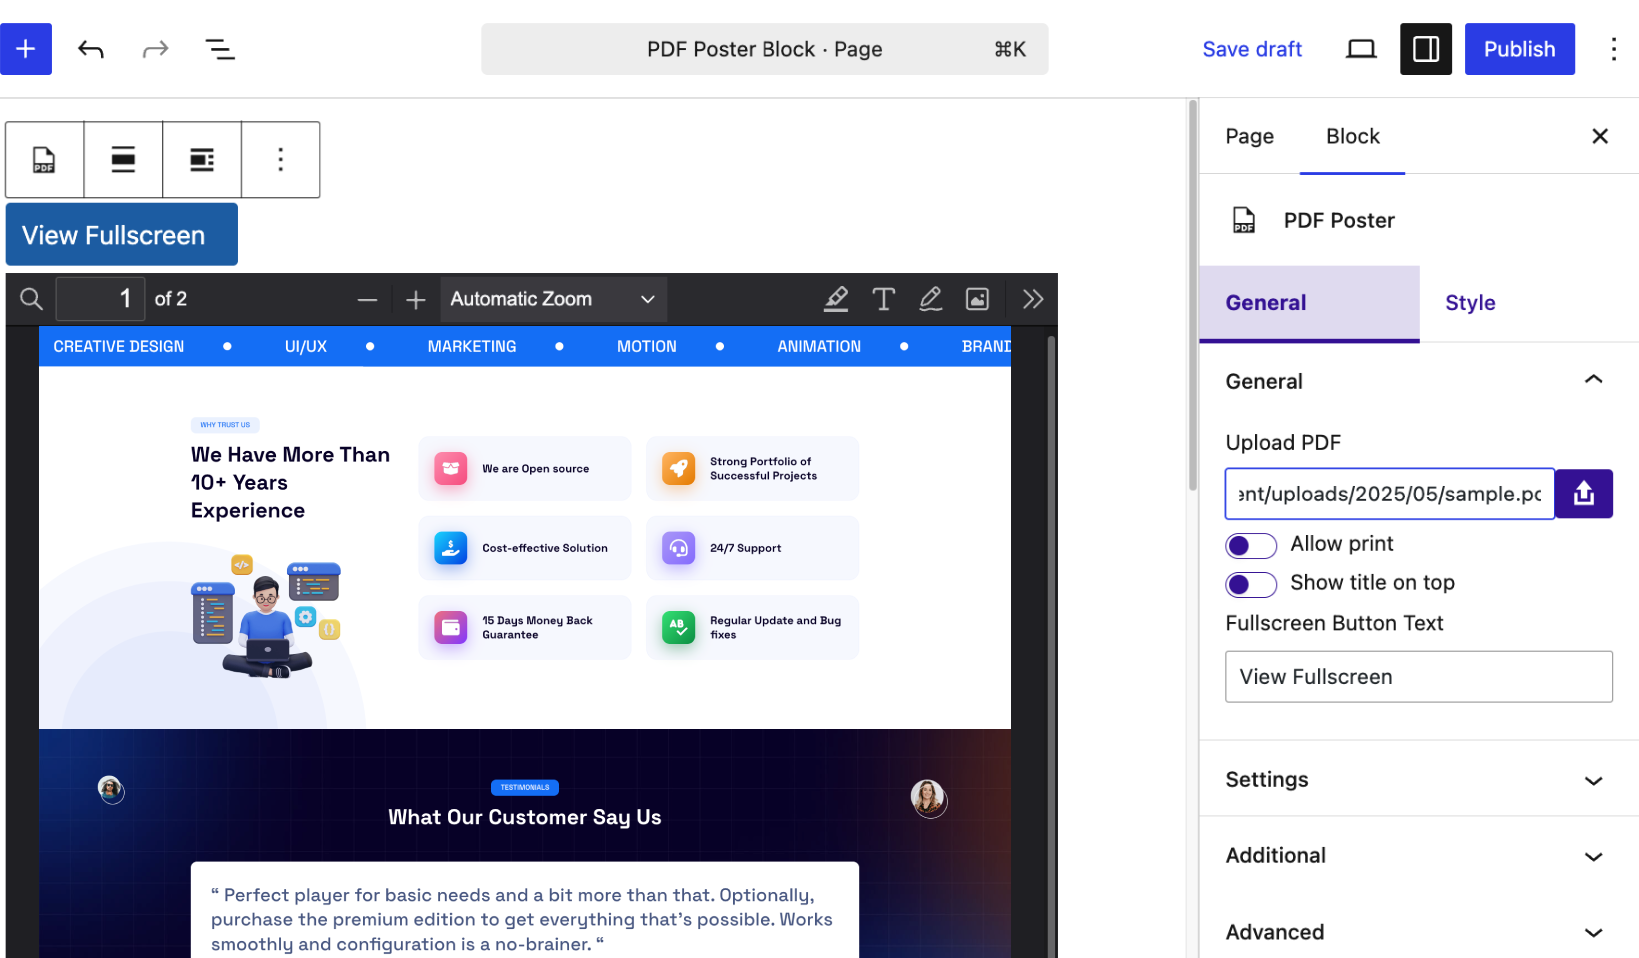 PDF Poster Block · Page ⌘K
Save draft
Publish
PDF
View Fullscreen
1 of 2
Automatic Zoom
CREATIVE DESIGN • UI/UX • MARKETING • MOTION • ANIMATION • BRAND
WHY TRUST US
We Have More Than
10+ Years
Experience
We are Open source
Strong Portfolio of
Successful Projects
Cost-effective Solution
24/7 Support
15 Days Money Back
Guarantee
AB
Regular Update and Bug
fixes
TESTIMONIALS
What Our Customer Say Us
“ Perfect player for basic needs and a bit more than that. Optionally,
purchase the premium edition to get everything that’s possible. Works
smoothly and configuration is a no-brainer. “
Page
Block
PDF
PDF Poster
General
Style
General
Upload PDF
ent/uploads/2025/05/sample.pd
Allow print
Show title on top
Fullscreen Button Text
View Fullscreen
Settings
Additional
Advanced